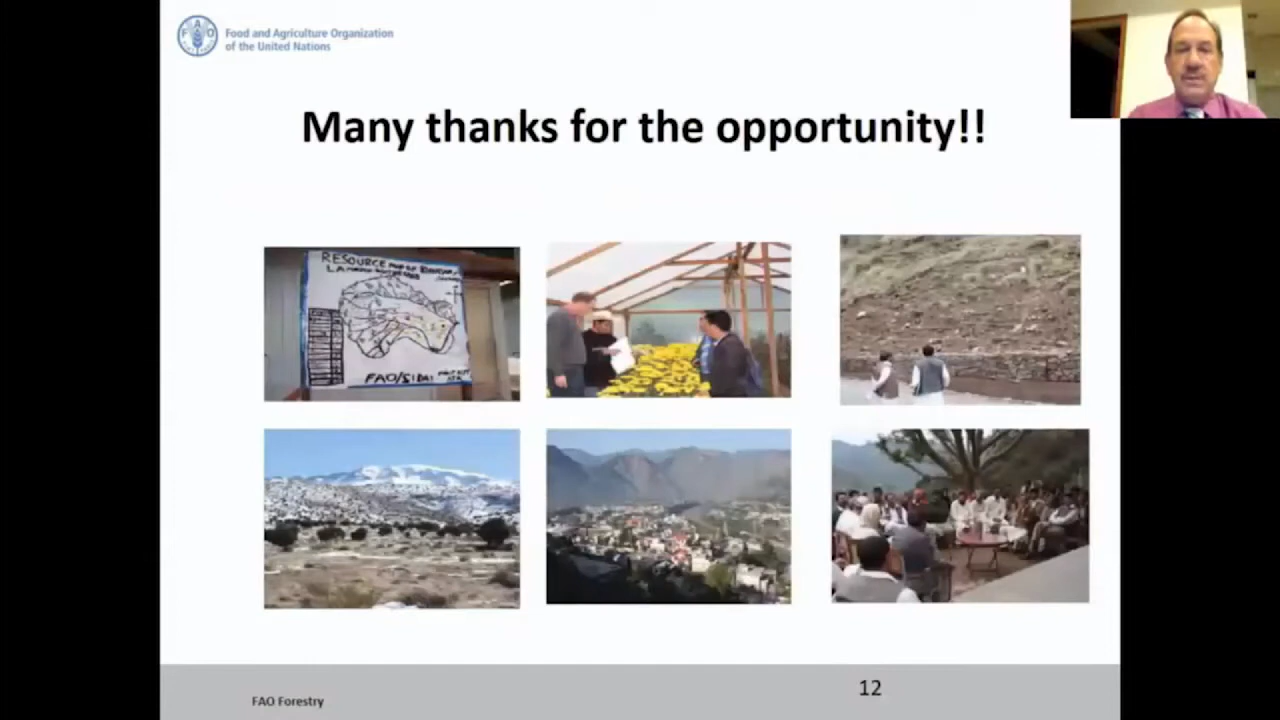 Food and Agriculture Organization
of the United Nations
Many thanks for the opportunity!!
RESOURCE
FAO/SIDA
FAO Forestry
12